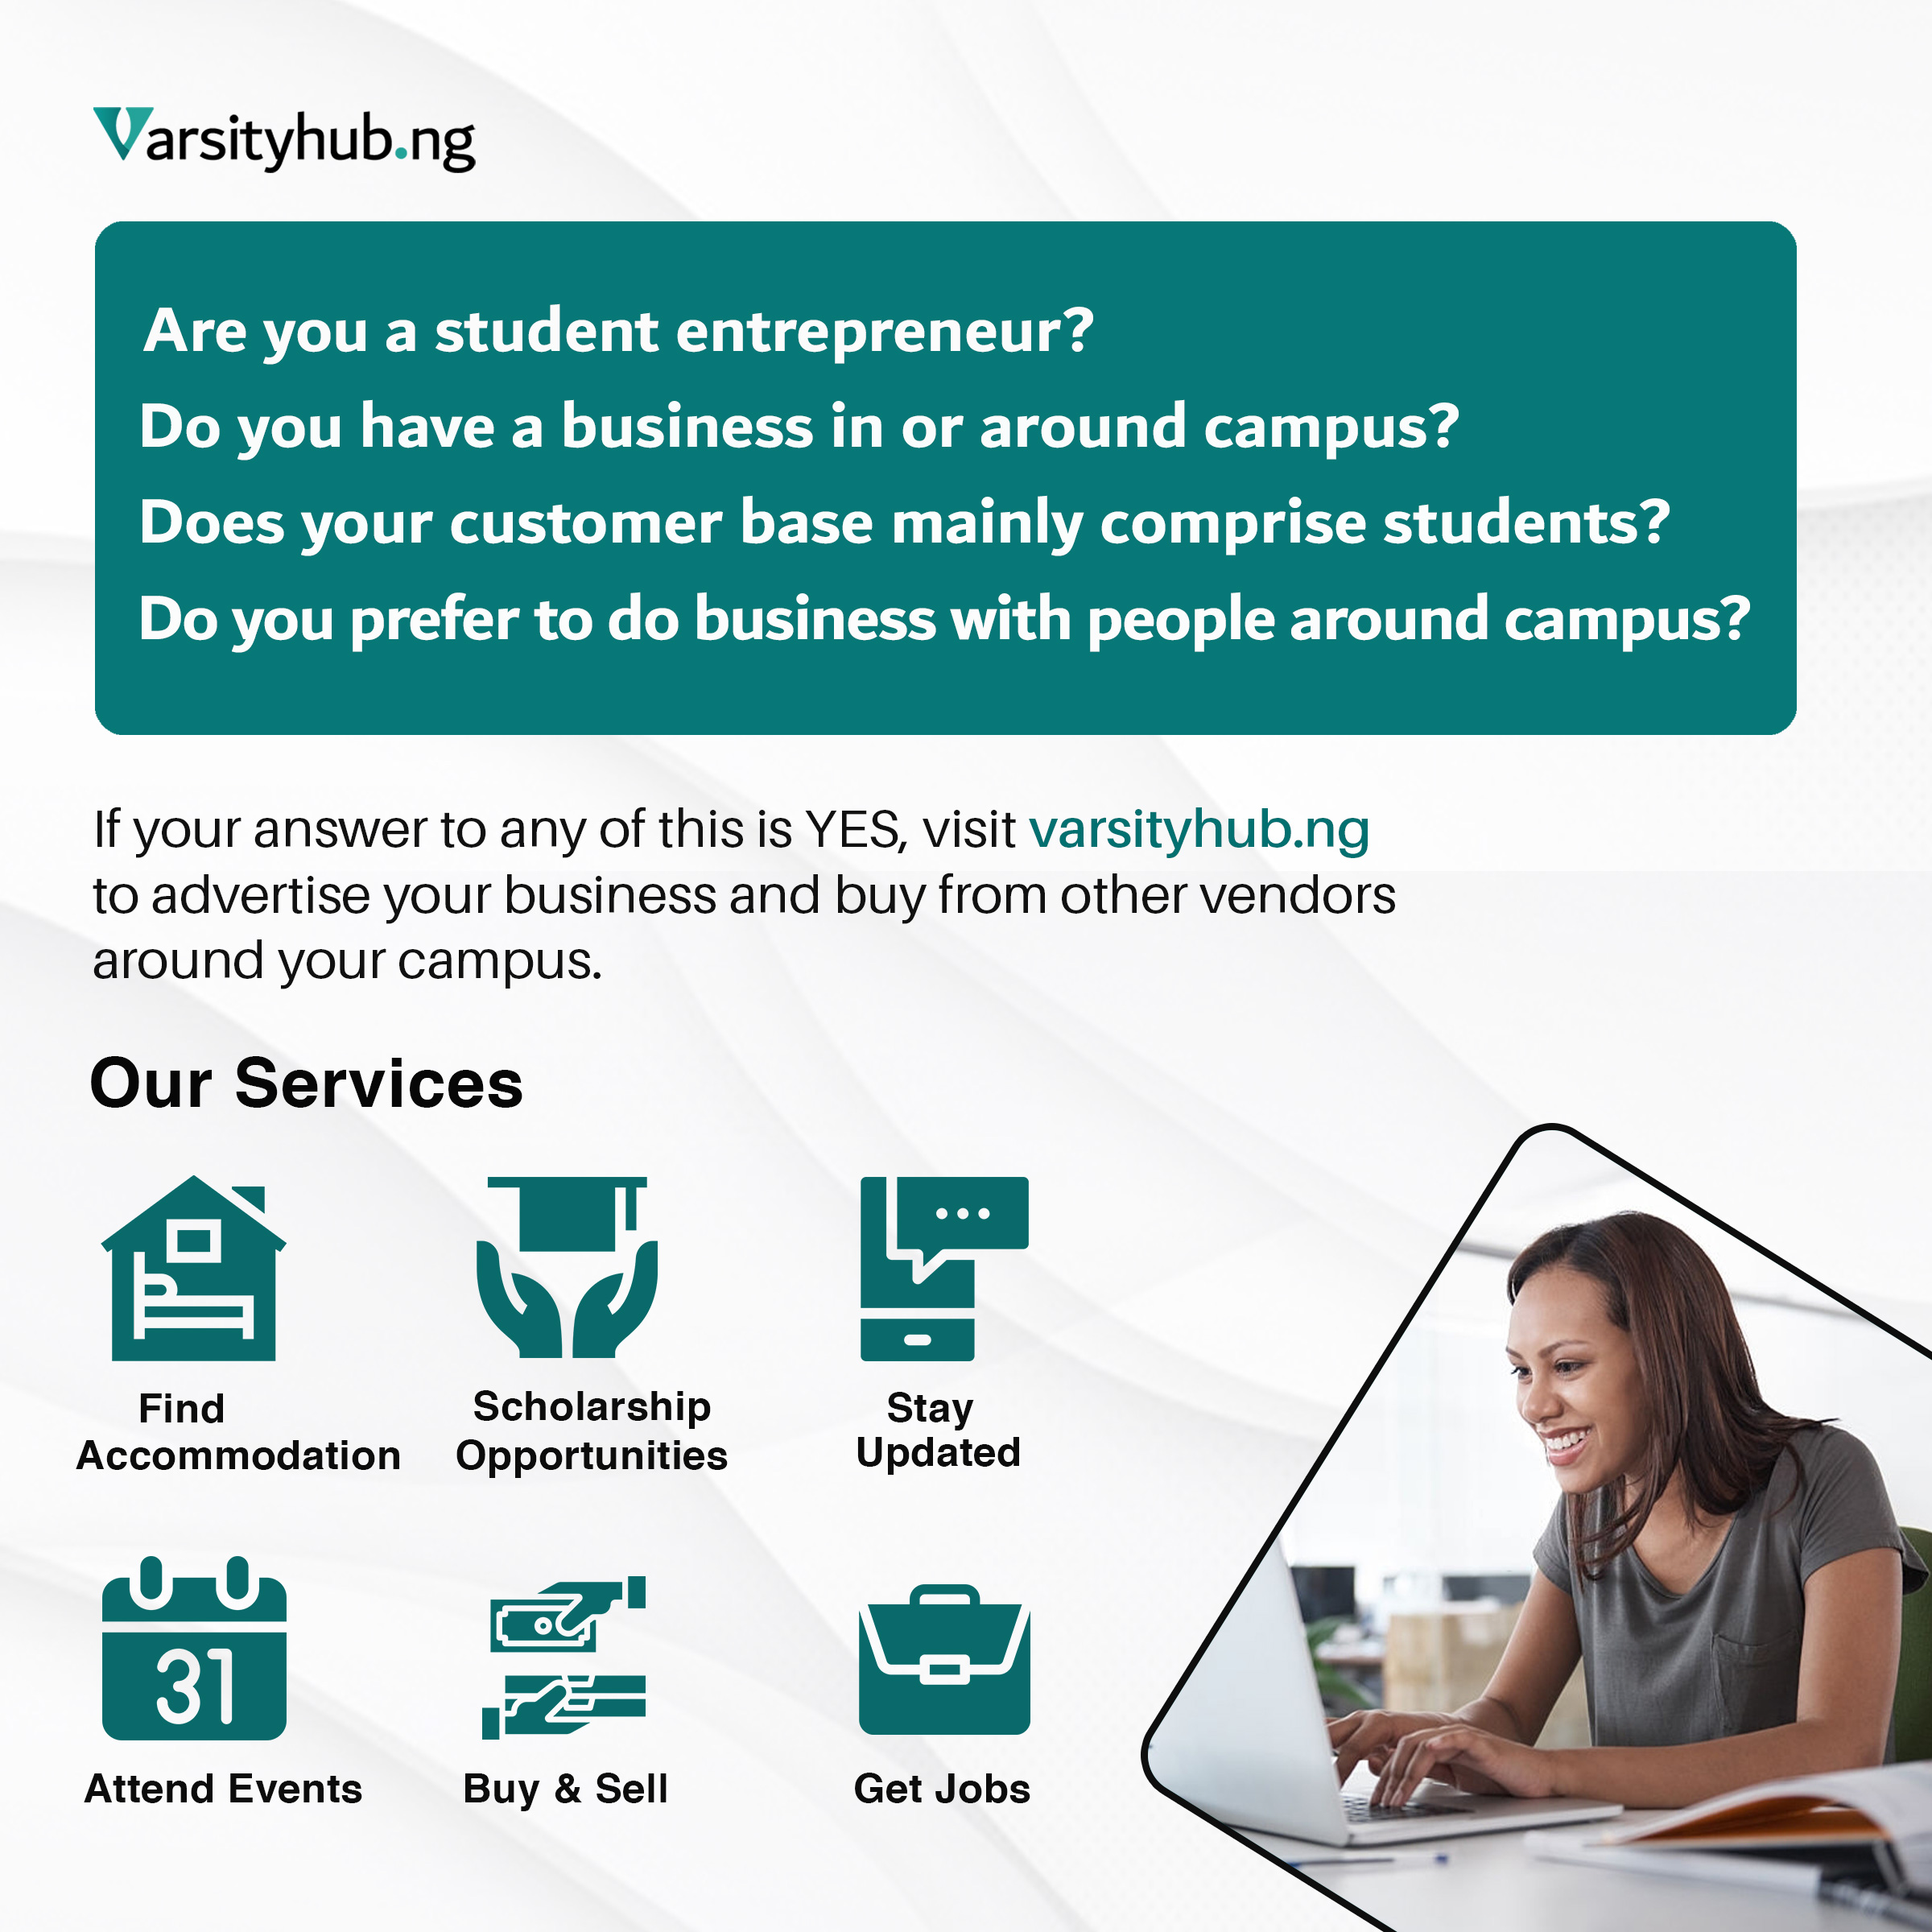 Varsityhub.ng
Are you a student entrepreneur?
Do you have a business in or around campus?
Does your customer base mainly comprise students?
Do you prefer to do business with people around campus?
If your answer to any of this is YES, visit varsityhub.ng
to advertise your business and buy from other vendors
around your campus.
Our Services
Find
Accommodation
Scholarship
Opportunities
Stay
Updated
31
Attend Events
Buy & Sell
Get Jobs